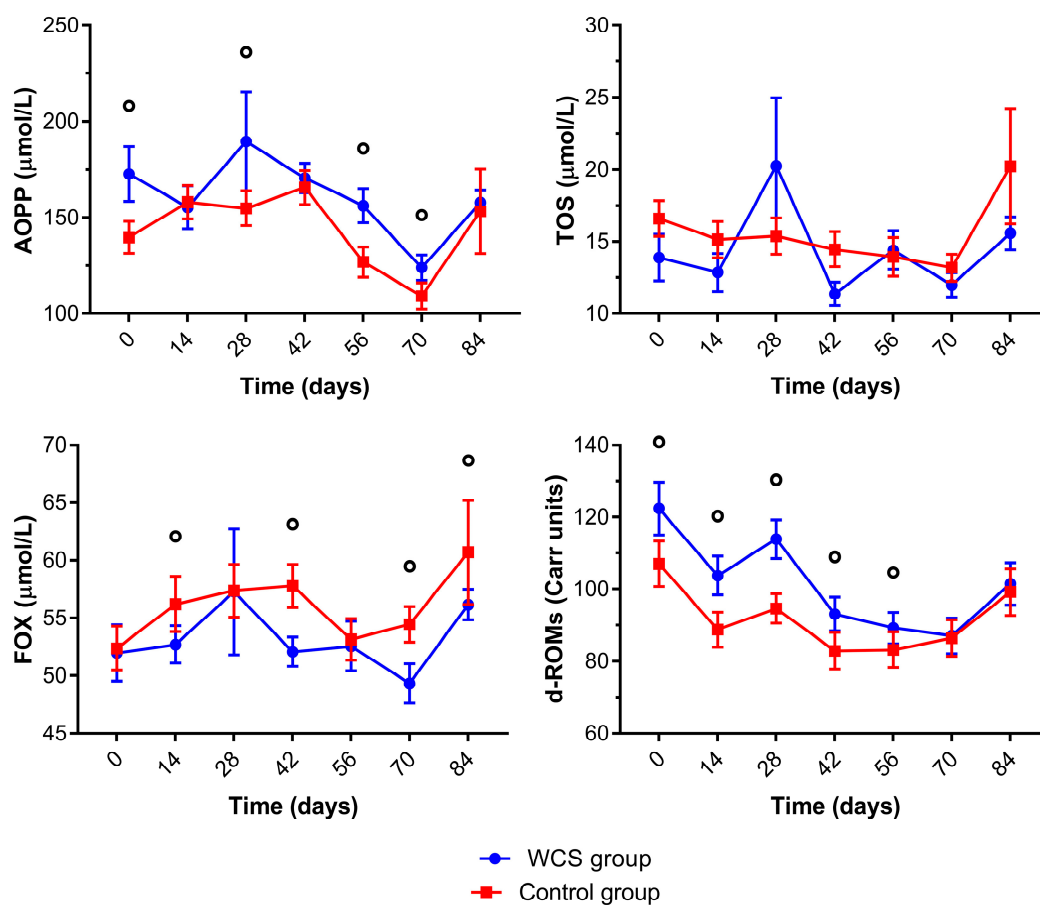 AOPP (µmol/L)
250
200
150
100
0 14 28 42 56 70 84
Time (days)
TOS (µmol/L)
30
25
20
15
10
0 14 28 42 56 70 84
Time (days)
FOX (µmol/L)
70
65
60
55
50
45
0 14 28 42 56 70 84
Time (days)
d-ROMs (Carr units)
140
120
100
80
60
0 14 28 42 56 70 84
Time (days)
WCS group
Control group